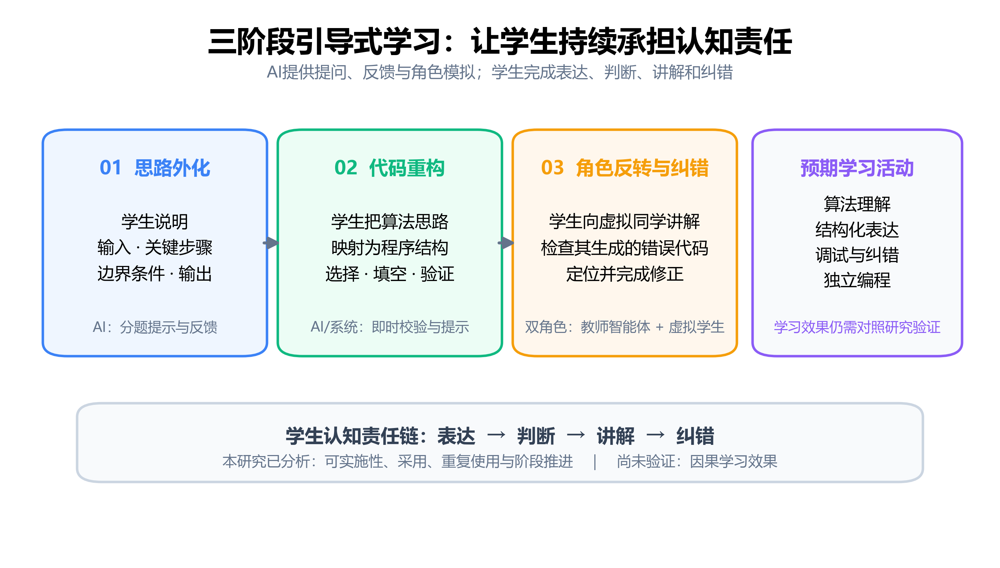 三阶段引导式学习：让学生持续承担认知责任
AI提供提问、反馈与角色模拟；学生完成表达、判断、讲解和纠错
01 思路外化
学生说明
输入 · 关键步骤
边界条件 · 输出
AI：分题提示与反馈
02 代码重构
学生把算法思路
映射为程序结构
选择 · 填空 · 验证
AI/系统：即时校验与提示
03 角色反转与纠错
学生向虚拟同学讲解
检查其生成的错误代码
定位并完成修正
双角色：教师智能体 + 虚拟学生
预期学习活动
算法理解
结构化表达
调试与纠错
独立编程
学习效果仍需对照研究验证
学生认知责任链：表达 → 判断 → 讲解 → 纠错
本研究已分析：可实施性、采用、重复使用与阶段推进 | 尚未验证：因果学习效果